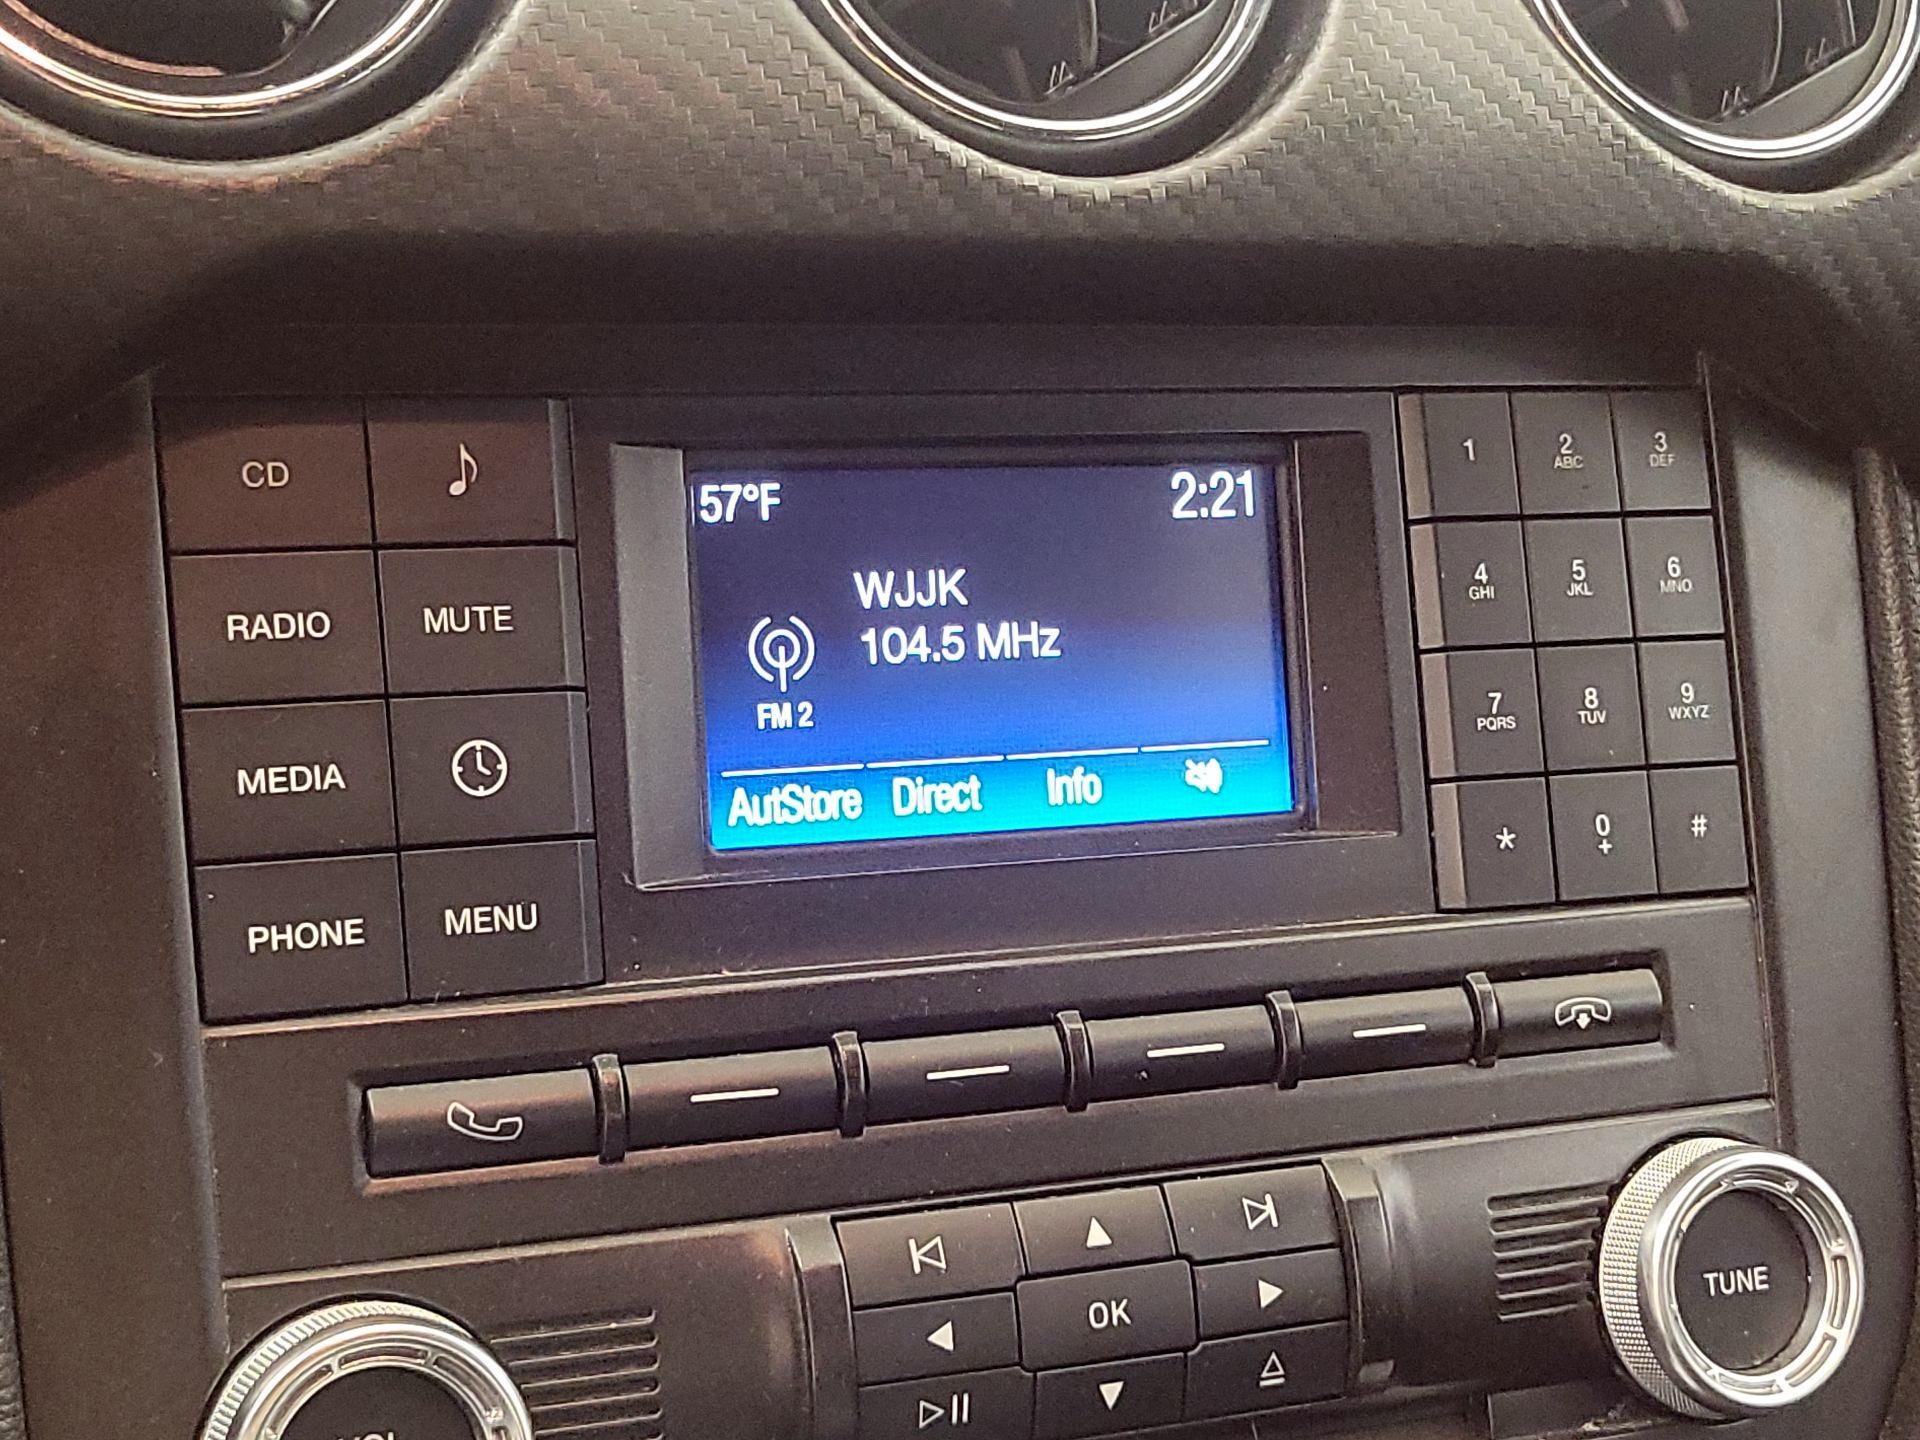 57°F 2:21
WJJK
104.5 MHz
FM 2
AutStore Direct Info
CD
RADIO MUTE
MEDIA
PHONE MENU
1 2 ABC 3 DEF
4 GHI 5 JKL 6 MNO
7 PQRS 8 TUV 9 WXYZ
* 0 + #
OK
TUNE